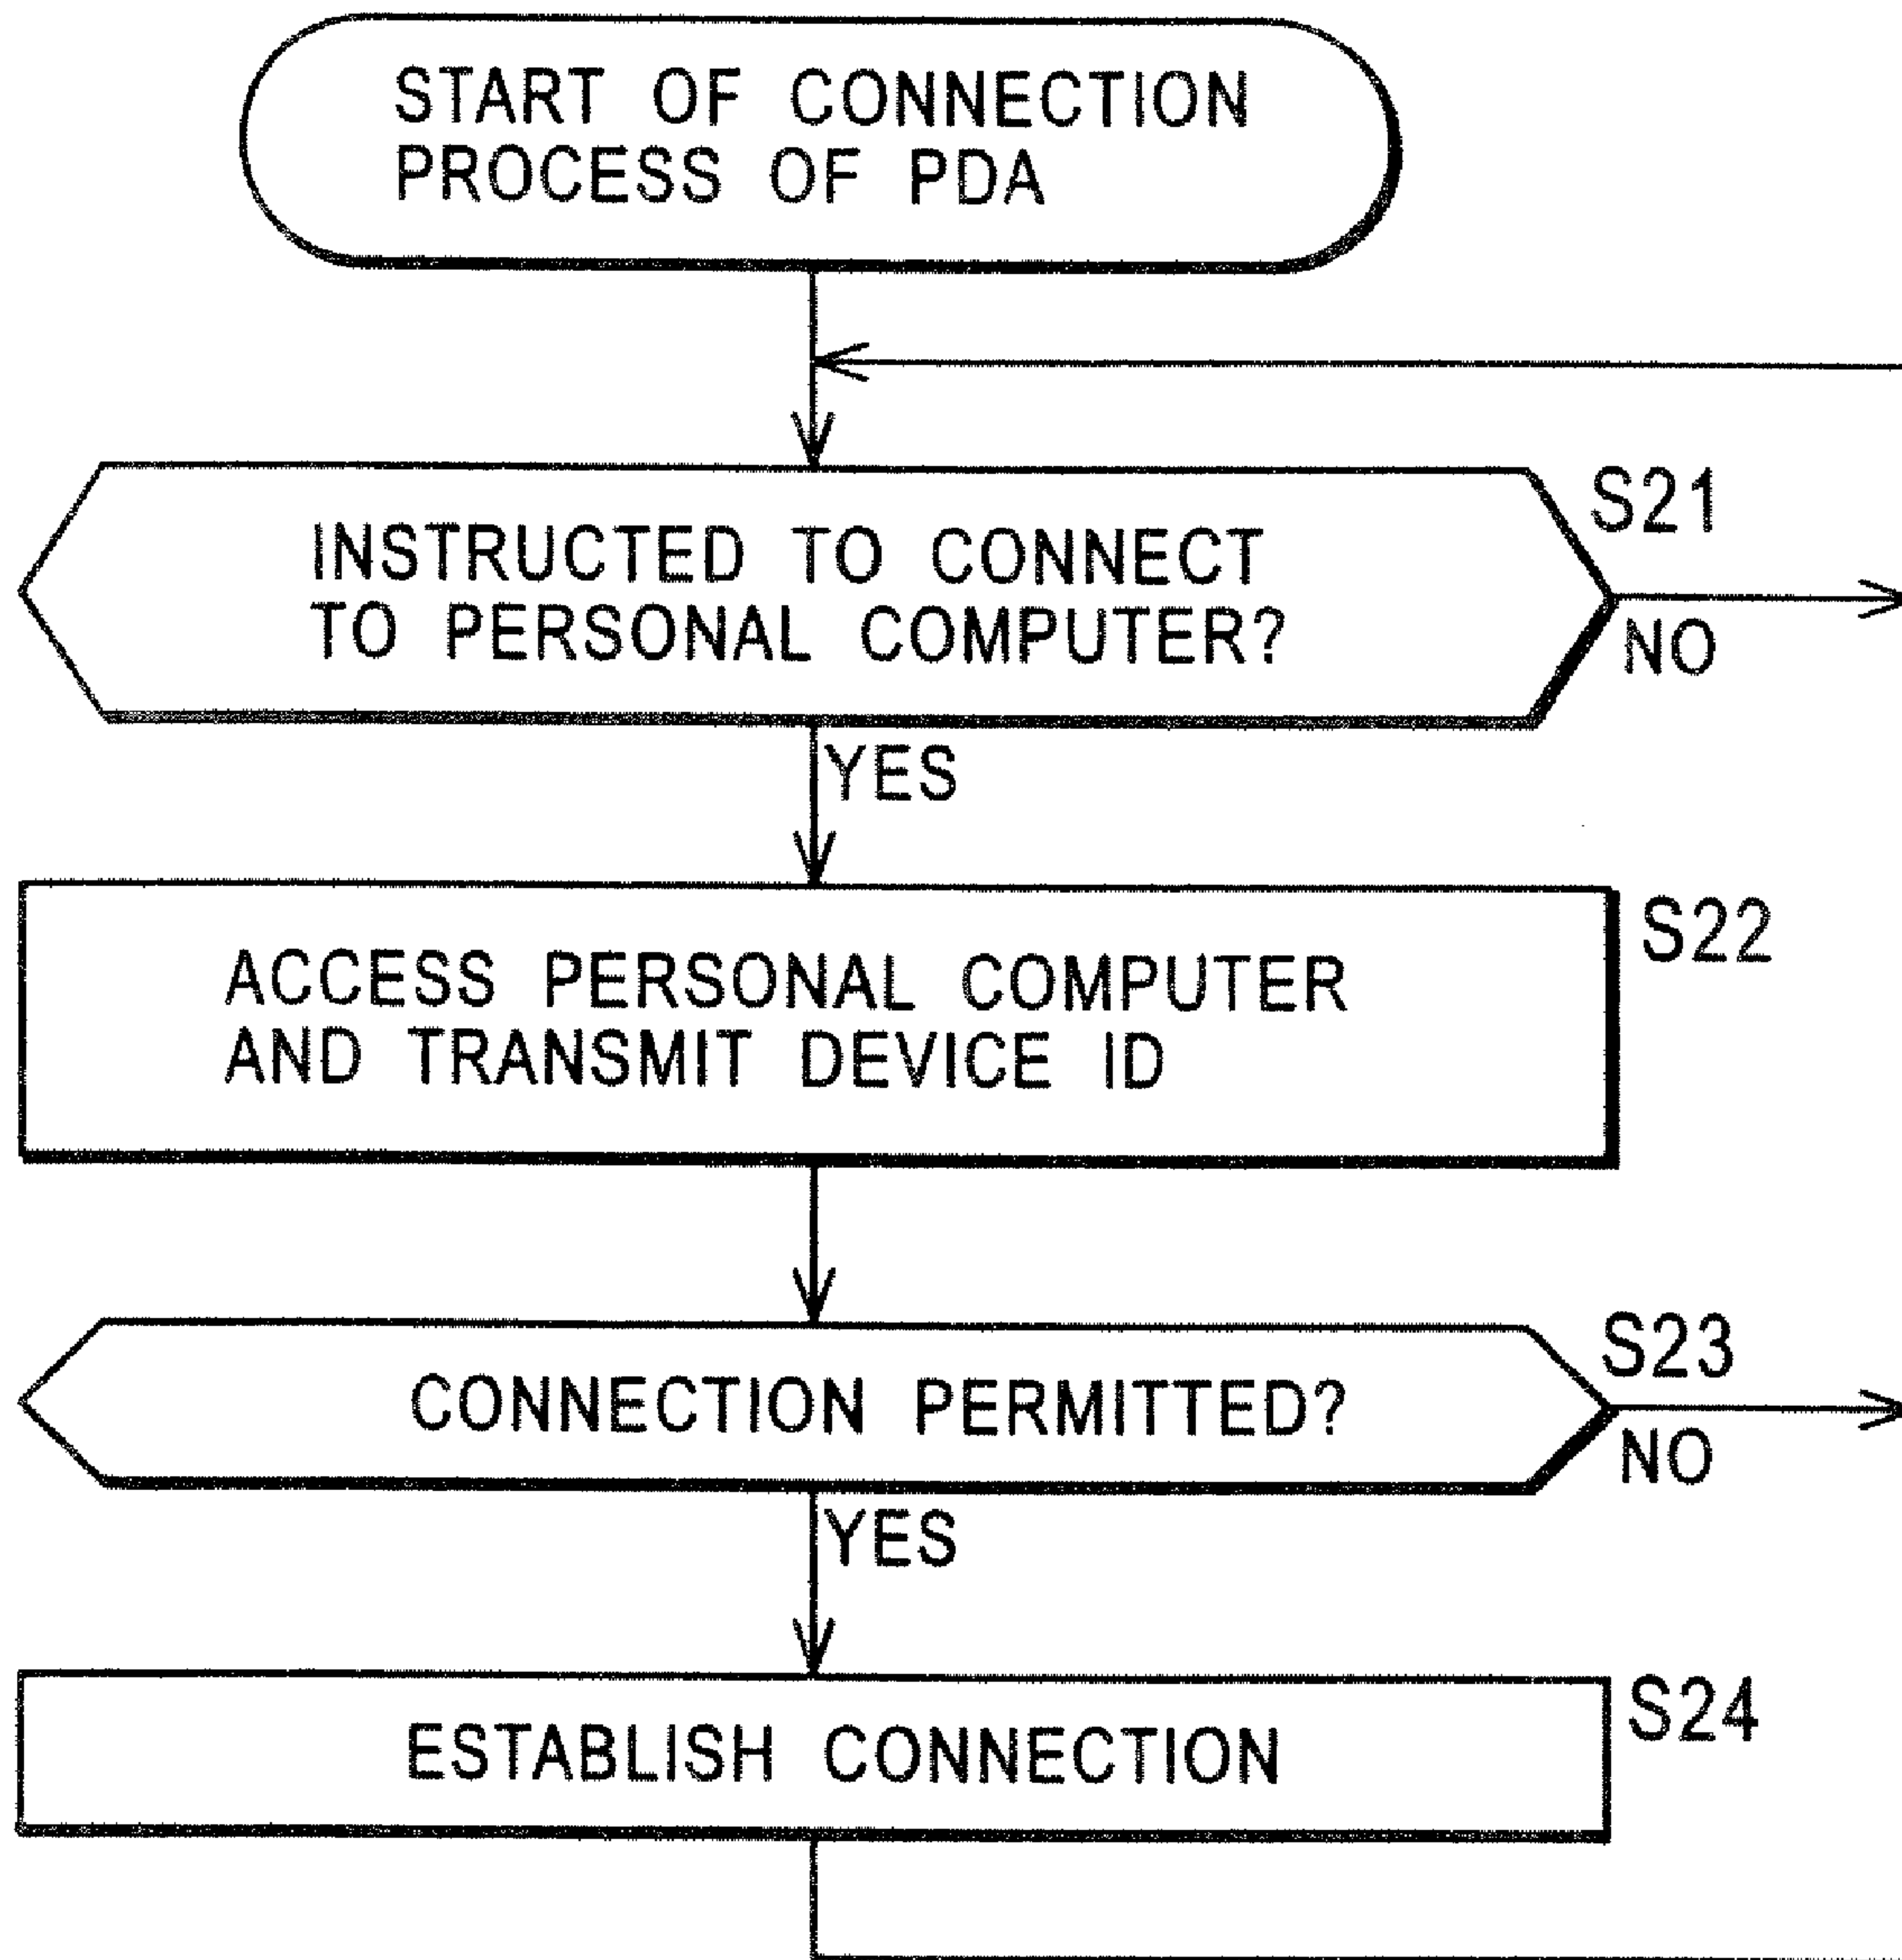 START OF CONNECTION
PROCESS OF PDA
S21
INSTRUCTED TO CONNECT
TO PERSONAL COMPUTER?
NO
YES
S22
ACCESS PERSONAL COMPUTER
AND TRANSMIT DEVICE ID
S23
CONNECTION PERMITTED?
NO
YES
S24
ESTABLISH CONNECTION